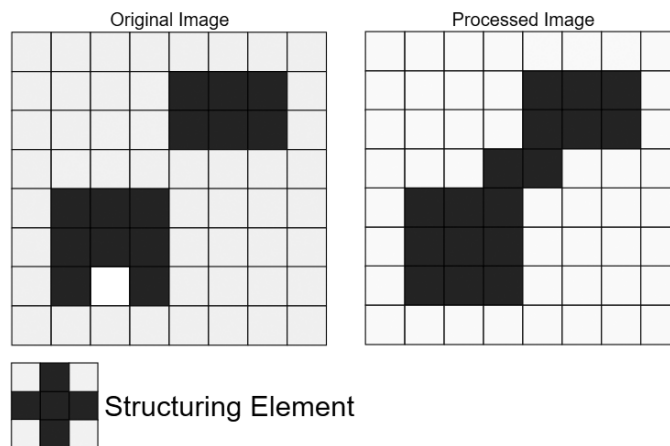 Original Image
Processed Image
Structuring Element